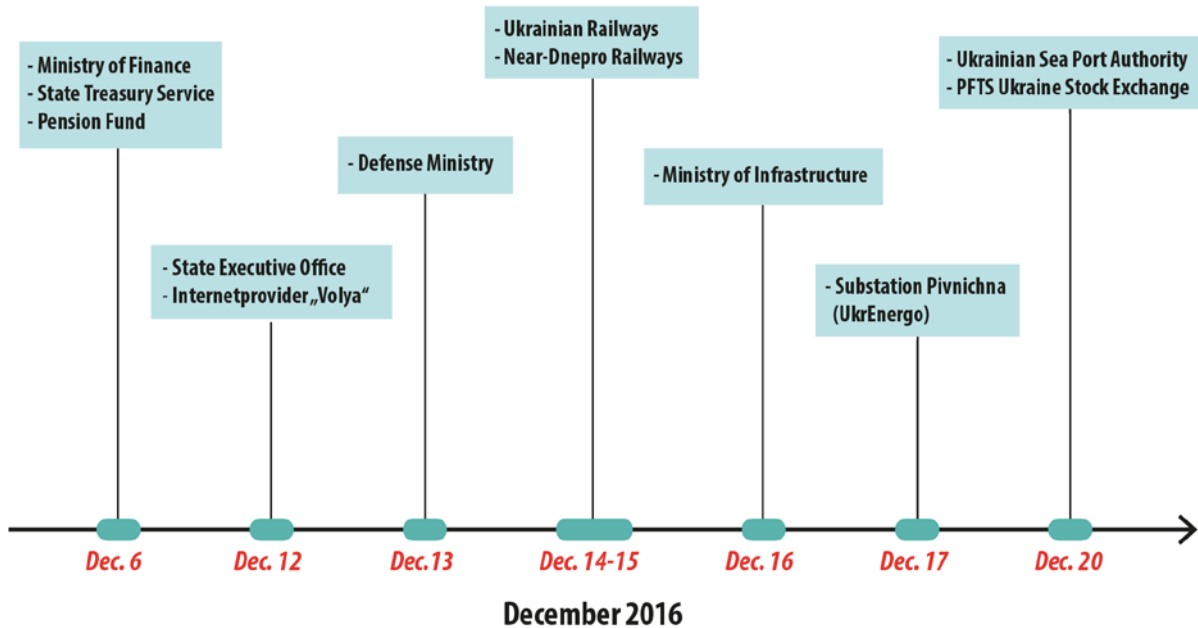 - Ministry of Finance
- State Treasury Service
- Pension Fund
- State Executive Office
- Internetprovider „Volya“
- Defense Ministry
- Ukrainian Railways
- Near-Dnepro Railways
- Ministry of Infrastructure
- Substation Pivnichna
(UkrEnergo)
- Ukrainian Sea Port Authority
- PFTS Ukraine Stock Exchange
Dec. 6
Dec. 12
Dec.13
Dec. 14-15
Dec. 16
Dec. 17
Dec. 20
December 2016